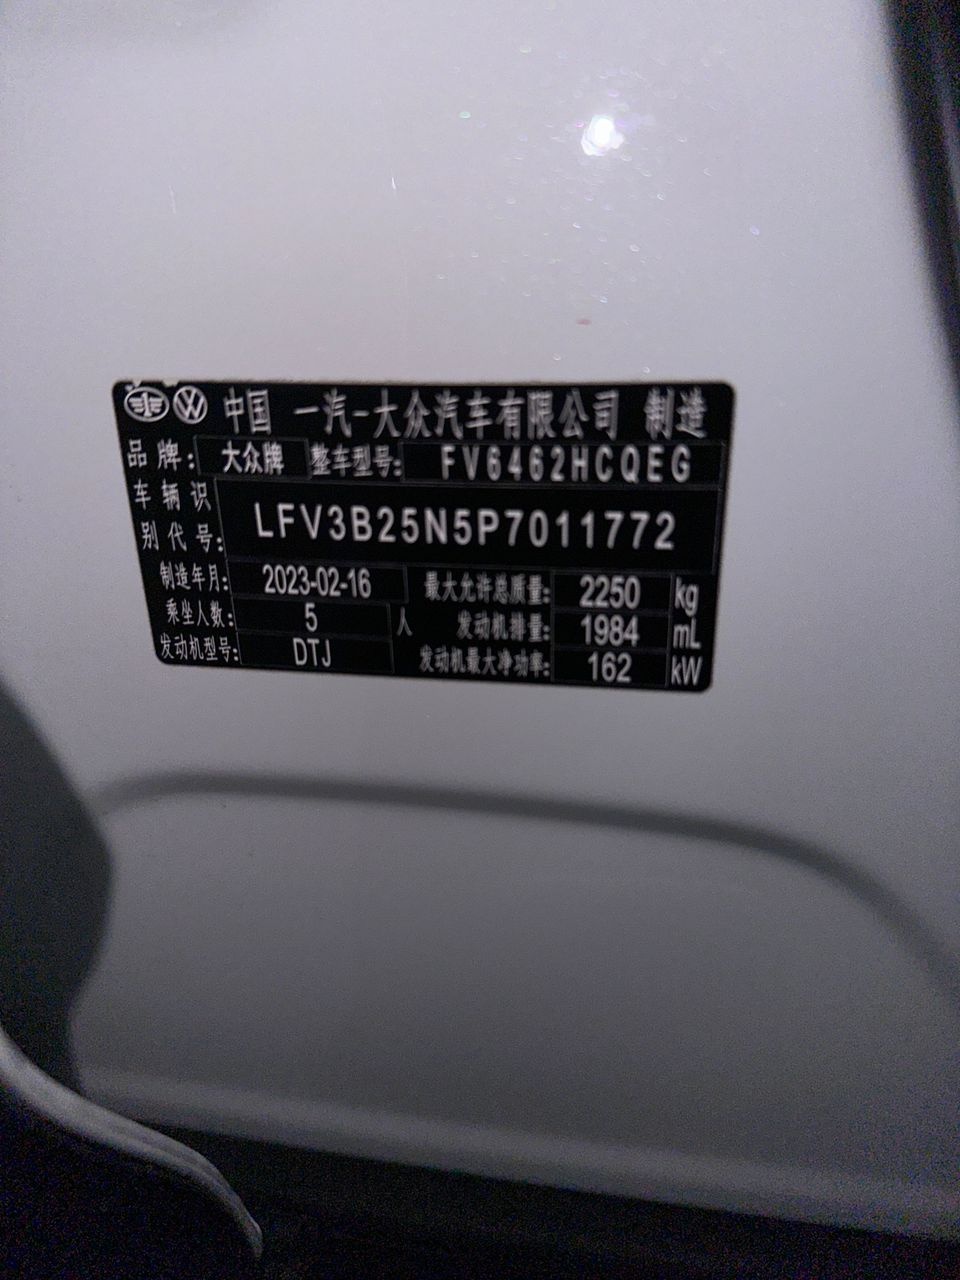 中国 一汽-大众汽车有限公司 制造
品牌: 大众牌 整车型号: FV6462HCQEG
车辆识别代号: LFV3B25N5P7011772
制造年月: 2023-02-16 最大允许总质量: 2250 kg
乘坐人数: 5 人 发动机排量: 1984 mL
发动机型号: DTJ 发动机最大净功率: 162 kW